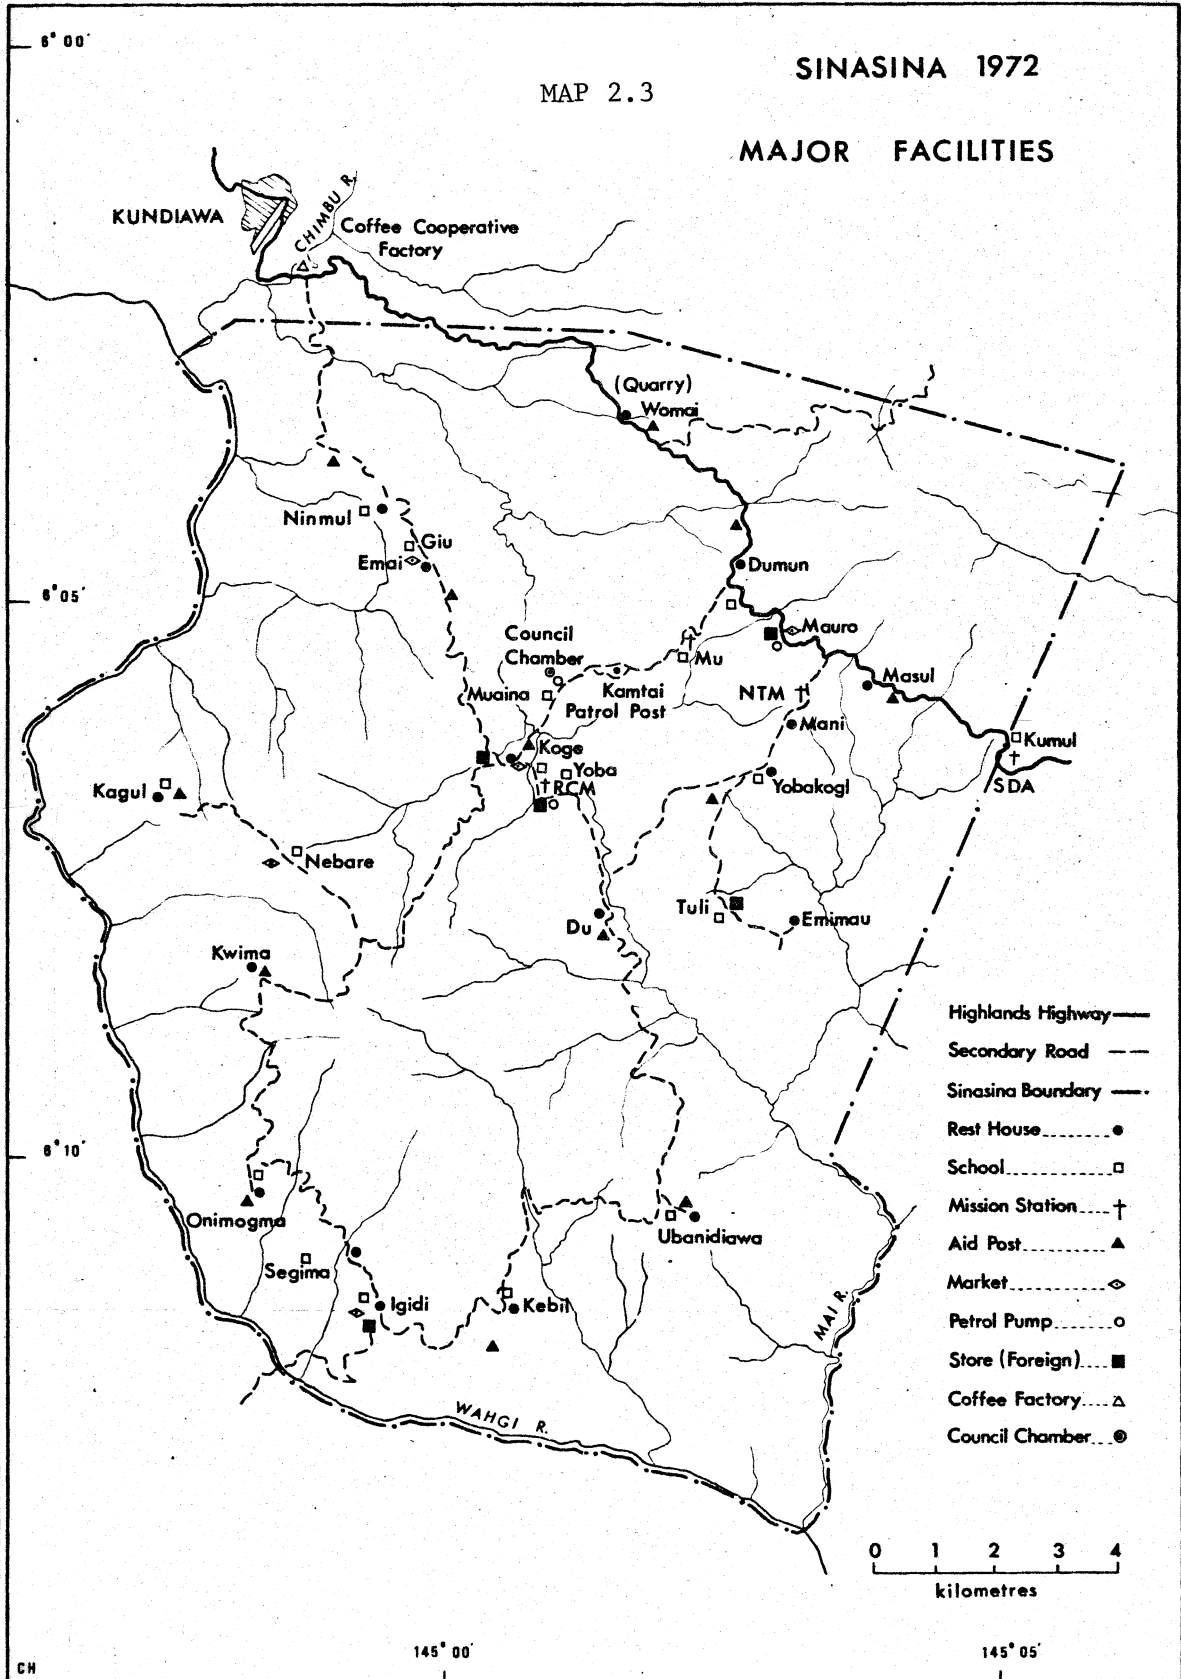 6° 00'
SINASINA 1972
MAP 2.3
MAJOR FACILITIES
KUNDIAWA
CHIMBU R.
Coffee Cooperative
Factory
(Quarry)
Womai
Ninmul
Giu
Emai
Dumun
6° 05'
Mauro
Council
Chamber
Mu
Masul
Muaina
Kamtai
Patrol Post
NTM
Mani
Koge
Kumul
Yoba
Kagul
RCM
Yobakogl
SDA
Nebare
Tuli
Emimau
Du
Kwima
Highlands Highway
Secondary Road
Sinasina Boundary
Rest House
6° 10'
School
Mission Station
Onimogma
Ubanidiawa
Aid Post
Segima
Market
Igidi
Kebil
MAI R.
Petrol Pump
Store (Foreign)
Coffee Factory
WAHGI R.
Council Chamber
0 1 2 3 4
kilometres
145° 00'
145° 05'
CH